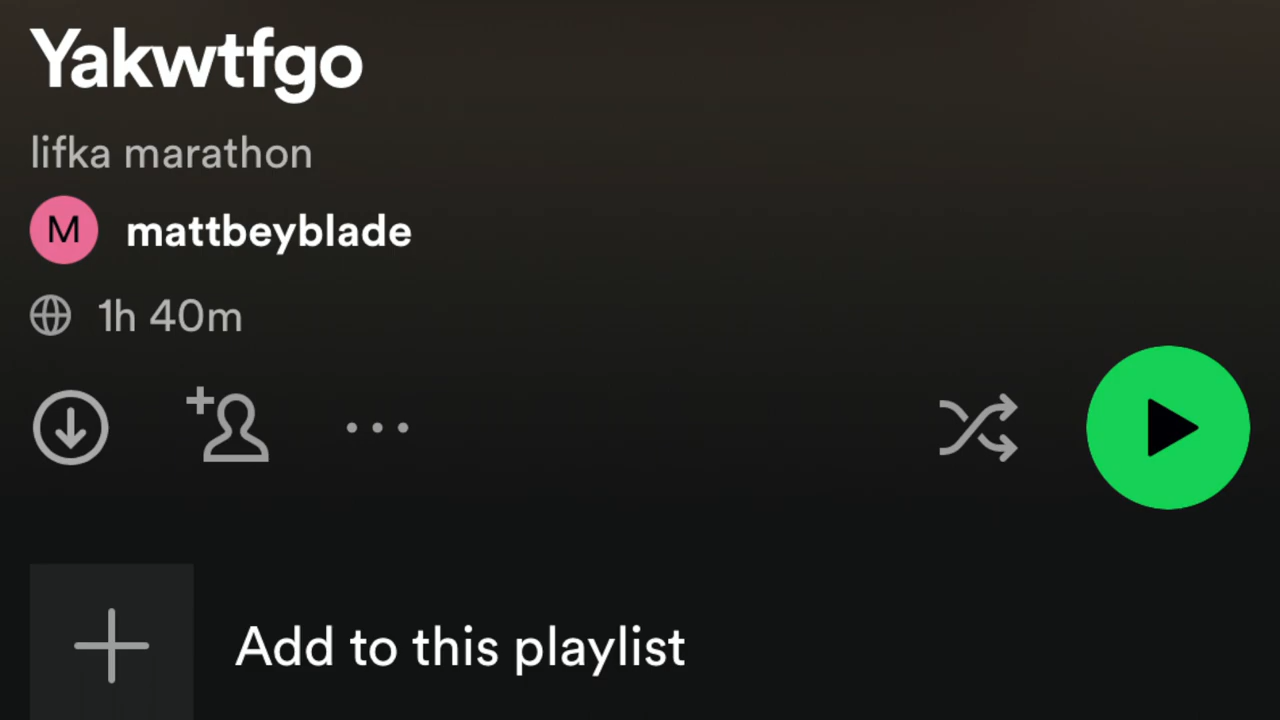 Yakwtfgo
lifka marathon
M mattbeyblade
1h 40m
Add to this playlist